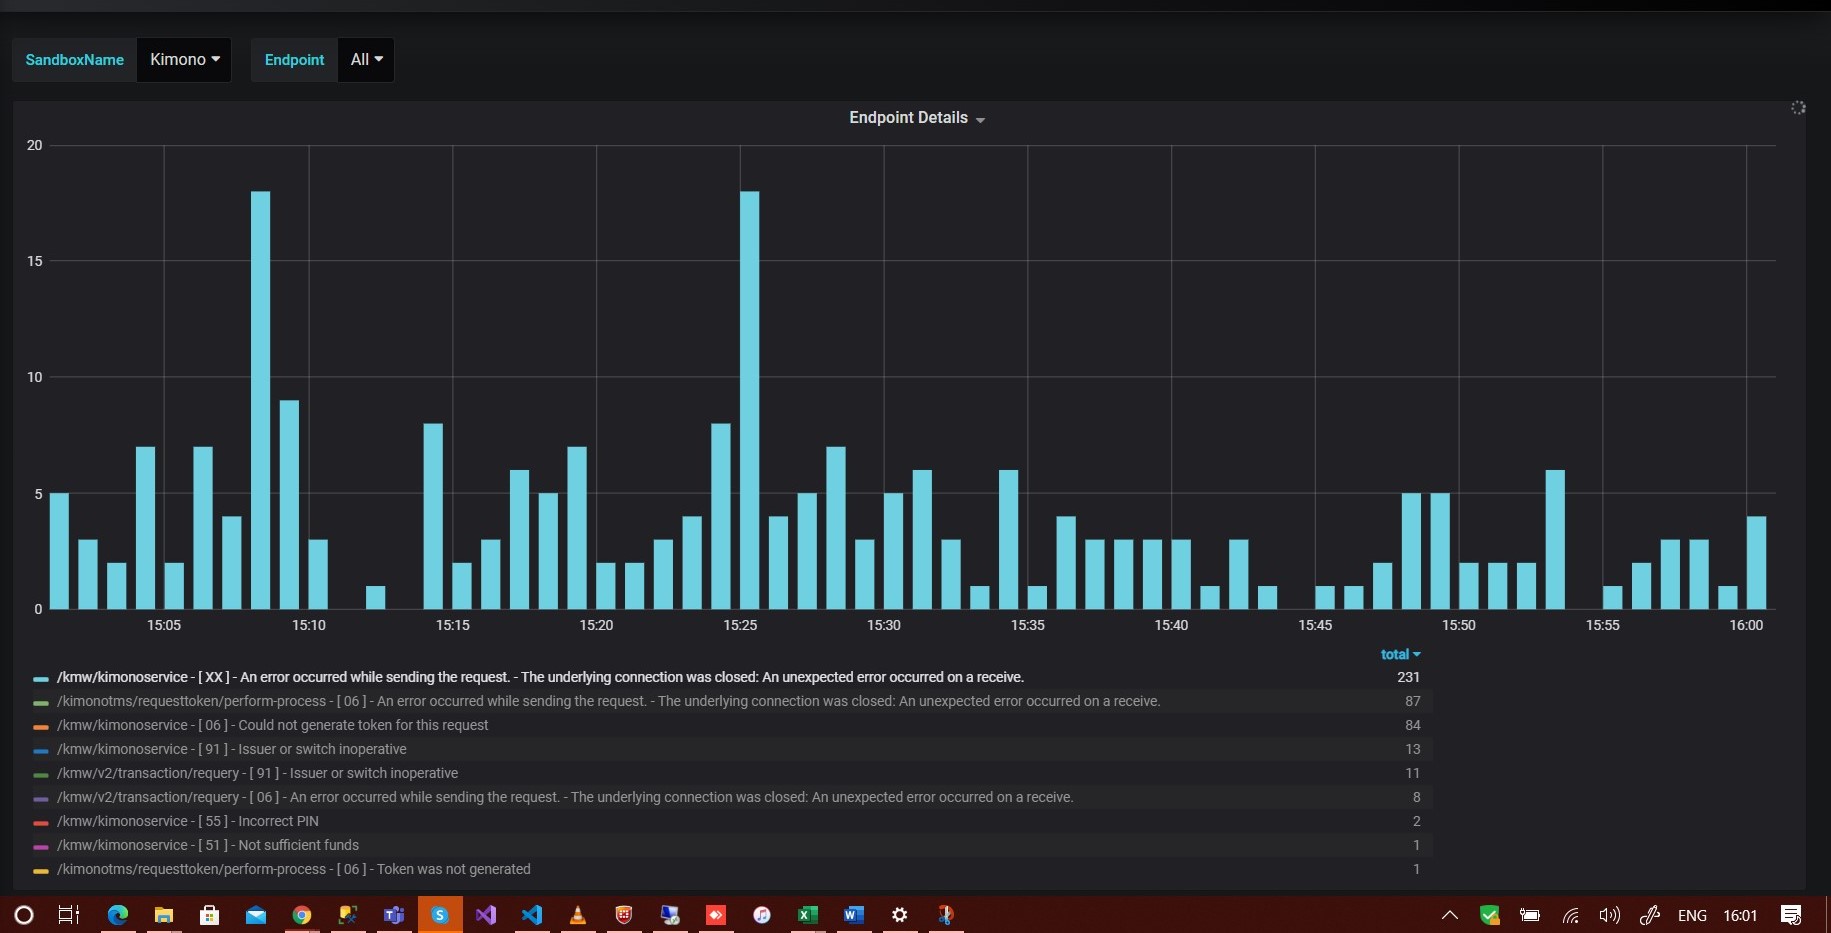 SandboxName Kimono Endpoint All
Endpoint Details
20
15
10
5
0
15:05 15:10 15:15 15:20 15:25 15:30 15:35 15:40 15:45 15:50 15:55 16:00
total
/kmw/kimonoservice - [ XX ] - An error occurred while sending the request. - The underlying connection was closed: An unexpected error occurred on a receive. 231
/kimonotms/requesttoken/perform-process - [ 06 ] - An error occurred while sending the request. - The underlying connection was closed: An unexpected error occurred on a receive. 87
/kmw/kimonoservice - [ 06 ] - Could not generate token for this request 84
/kmw/kimonoservice - [ 91 ] - Issuer or switch inoperative 13
/kmw/v2/transaction/requery - [ 91 ] - Issuer or switch inoperative 11
/kmw/v2/transaction/requery - [ 06 ] - An error occurred while sending the request. - The underlying connection was closed: An unexpected error occurred on a receive. 8
/kmw/kimonoservice - [ 55 ] - Incorrect PIN 2
/kmw/kimonoservice - [ 51 ] - Not sufficient funds 1
/kimonotms/requesttoken/perform-process - [ 06 ] - Token was not generated 1
ENG 16:01